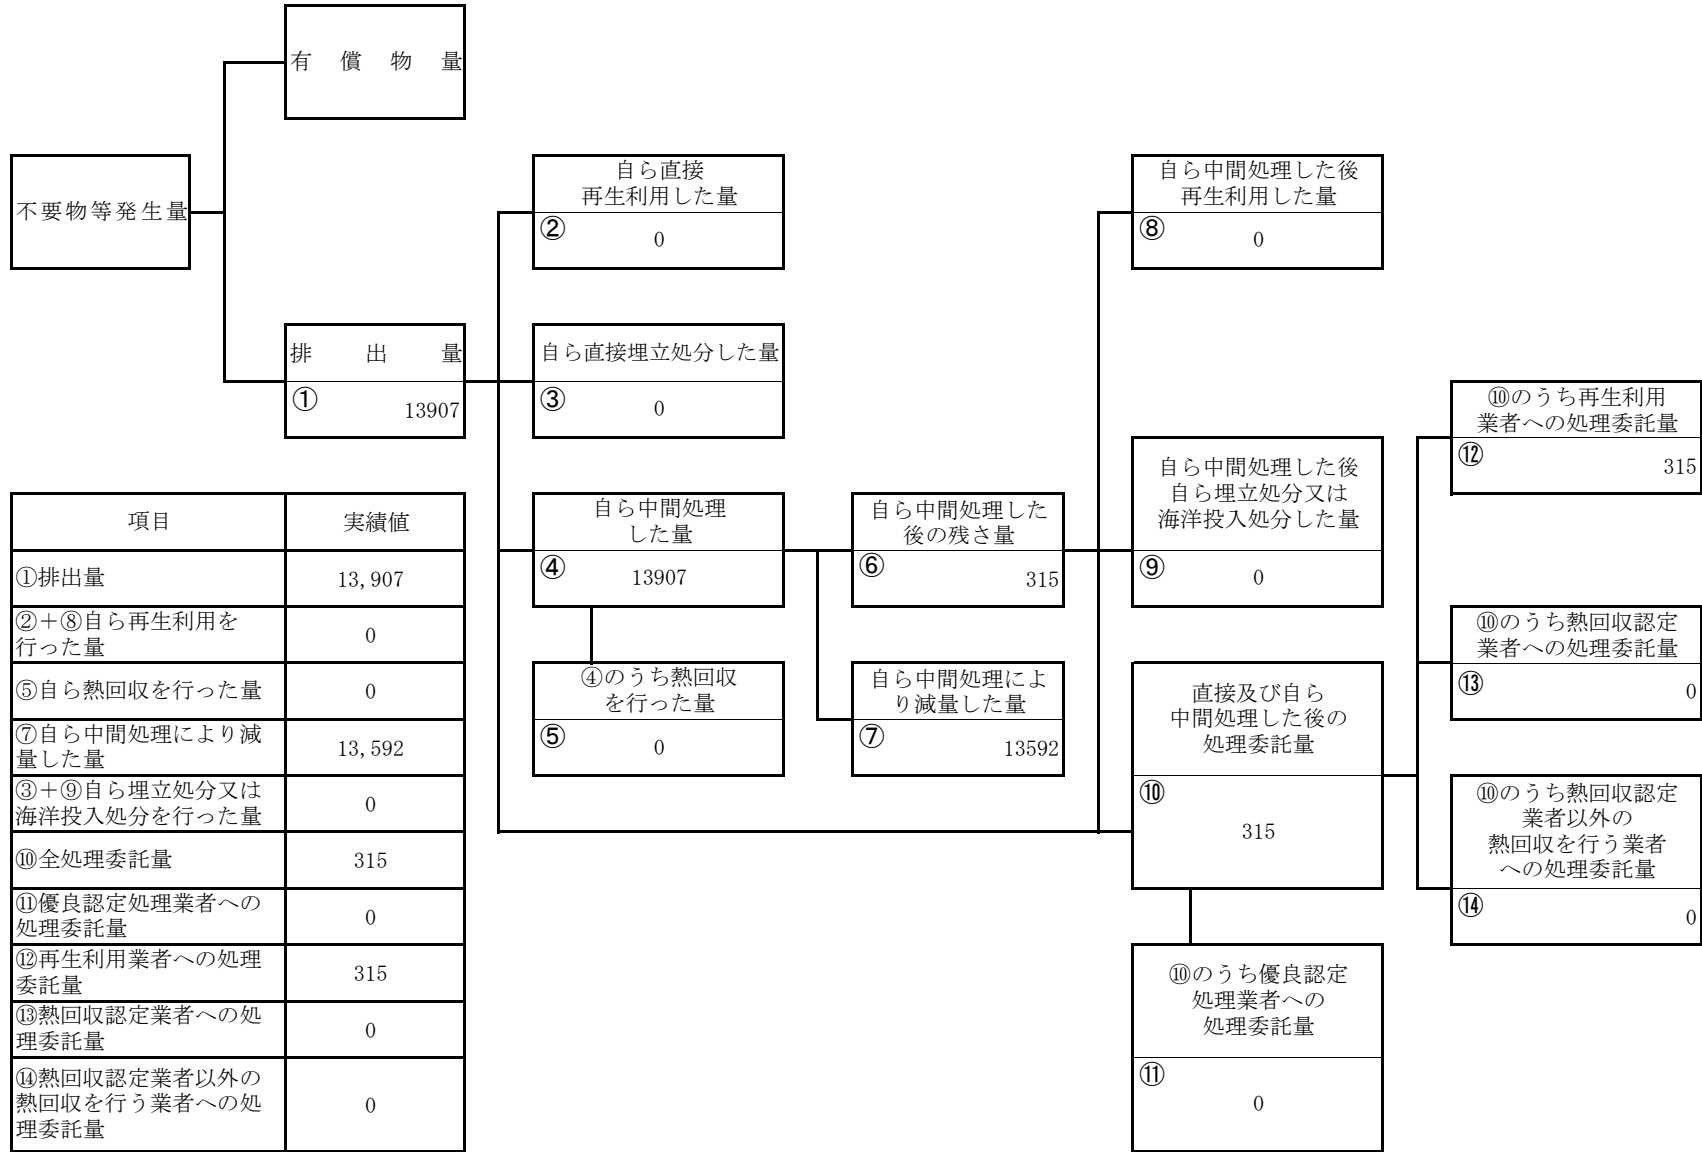 有償物量
不要物等発生量
自ら直接
再生利用した量
②
0
自ら中間処理した後
再生利用した量
⑧
0
排出量
①
13907
自ら直接埋立処分した量
③
0
自ら中間処理
した量
④
13907
自ら中間処理した
後の残さ量
⑥
315
自ら中間処理した後
自ら埋立処分又は
海洋投入処分した量
⑨
0
⑩のうち再生利用
業者への処理委託量
⑫
315
④のうち熱回収
を行った量
⑤
0
自ら中間処理によ
り減量した量
⑦
13592
直接及び自ら
中間処理した後の
処理委託量
⑩
315
⑩のうち熱回収認定
業者への処理委託量
⑬
0
⑩のうち熱回収認定
業者以外の
熱回収を行う業者
への処理委託量
⑭
0
⑩のうち優良認定
処理業者への
処理委託量
⑪
0
項目 実績値
①排出量 13,907
②＋⑧自ら再生利用を
行った量 0
⑤自ら熱回収を行った量 0
⑦自ら中間処理により減
量した量 13,592
③＋⑨自ら埋立処分又は
海洋投入処分を行った量 0
⑩全処理委託量 315
⑪優良認定処理業者への
処理委託量 0
⑫再生利用業者への処理
委託量 315
⑬熱回収認定業者への処
理委託量 0
⑭熱回収認定業者以外の
熱回収を行う業者への処
理委託量 0